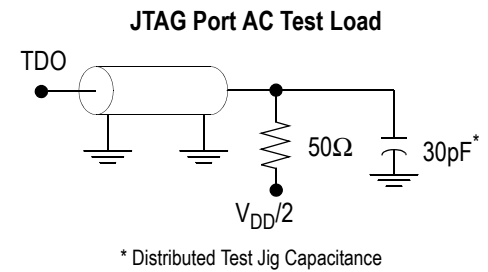 JTAG Port AC Test Load
TDO
50Ω
30pF*
VDD/2
* Distributed Test Jig Capacitance